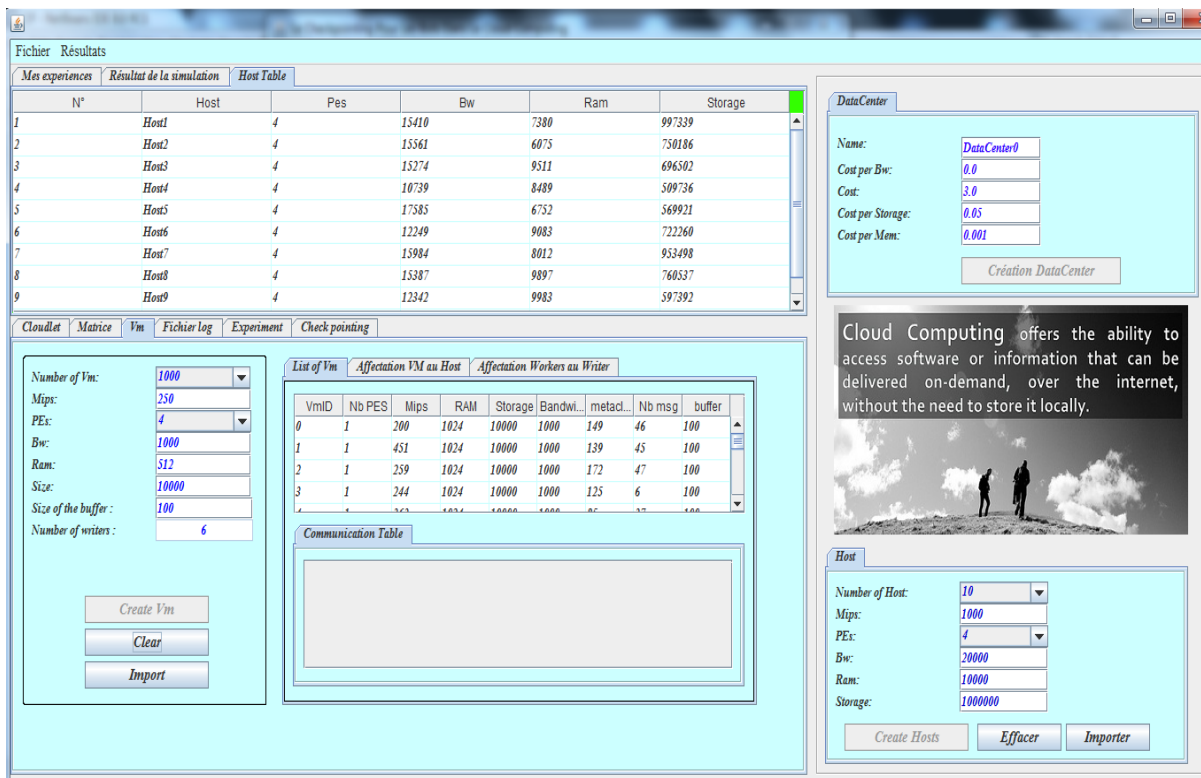 Fichier Résultats
Mes experiences Résultat de la simulation Host Table
N° Host Pes Bw Ram Storage
1 Host1 4 15410 7380 997339
2 Host2 4 15561 6075 750186
3 Host3 4 15274 9511 696502
4 Host4 4 10739 8489 509736
5 Host5 4 17585 6752 569921
6 Host6 4 12249 9083 722260
7 Host7 4 15984 8012 953498
8 Host8 4 15387 9897 760537
9 Host9 4 12342 9983 597392
Cloudlet Matrice Vm Fichier log Experiment Check pointing
Number of Vm: 1000
Mips: 250
PEs: 4
Bw: 1000
Ram: 512
Size: 10000
Size of the buffer : 100
Number of writers : 6
Create Vm
Clear
Import
List of Vm Affectation VM au Host Affectation Workers au Writer
VmID Nb PES Mips RAM Storage Bandwi... metacl... Nb msg buffer
0 1 200 1024 10000 1000 149 46 100
1 1 451 1024 10000 1000 139 45 100
2 1 259 1024 10000 1000 172 47 100
3 1 244 1024 10000 1000 125 6 100
Communication Table
DataCenter
Name: DataCenter0
Cost per Bw: 0.0
Cost: 3.0
Cost per Storage: 0.05
Cost per Mem: 0.001
Création DataCenter
Cloud Computing offers the ability to
access software or information that can be
delivered on-demand, over the internet,
without the need to store it locally.
Host
Number of Host: 10
Mips: 1000
PEs: 4
Bw: 20000
Ram: 10000
Storage: 1000000
Create Hosts Effacer Importer